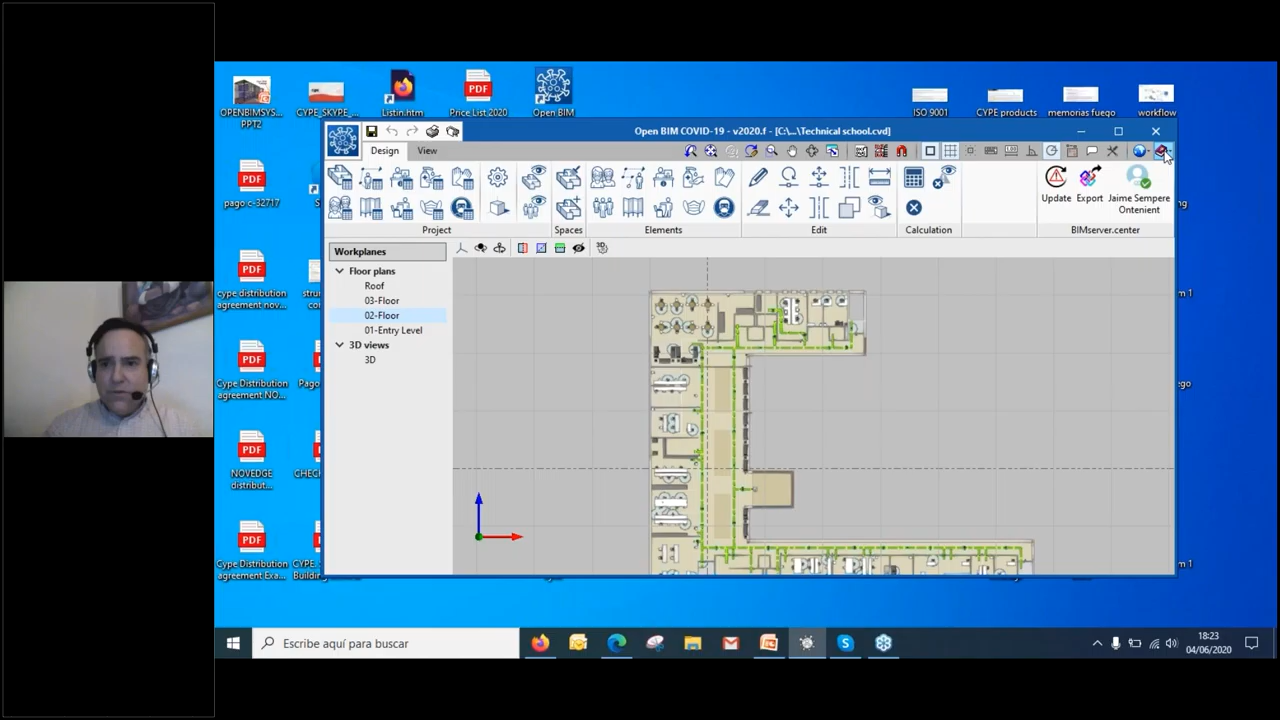 OPENBIMSYS...
PPT2
CYPE_SKYPE_...
Listin.htm
Price List 2020
Open BIM
ISO 9001
CYPE products
memorias fuego
workflow
Open BIM COVID-19 - v2020.f - [C:\...\Technical school.cvd]
Design
View
Update
Export
Jaime Sempere
Ontenient
Project
Spaces
Elements
Edit
Calculation
BIMserver.center
Workplanes
Floor plans
Roof
03-Floor
02-Floor
01-Entry Level
3D views
3D
pago c-32717
cype distribution
agreement nov...
Cype Distribution
Agreement NO...
NOVEDGE
distribut...
Cype Distribution
agreement Exa...
PDF
PDF
PDF
PDF
PDF
PDF
PDF
PDF
Escribe aquí para buscar
18:23
04/06/2020